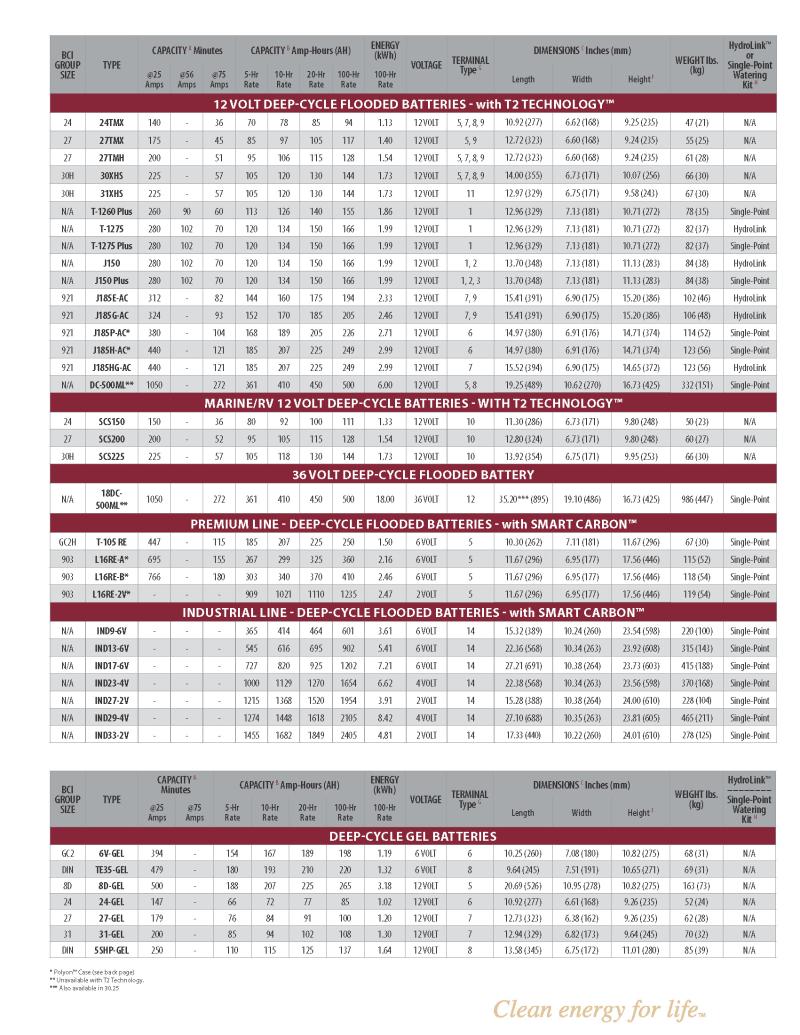 BCI GROUP SIZE TYPE CAPACITY A Minutes CAPACITY B Amp-Hours (AH) ENERGY (kWh) VOLTAGE TERMINAL Type G DIMENSIONS C Inches (mm) WEIGHT lbs. (kg) HydroLink™ or Single-Point Watering Kit H
@25 Amps @56 Amps @75 Amps 5-Hr Rate 10-Hr Rate 20-Hr Rate 100-Hr Rate 100-Hr Rate Length Width Height F
12 VOLT DEEP-CYCLE FLOODED BATTERIES - with T2 TECHNOLOGY™
24 24TMX 140 - 36 70 78 85 94 1.13 12 VOLT 5, 7, 8, 9 10.92 (277) 6.62 (168) 9.25 (235) 47 (21) N/A
27 27TMX 175 - 45 85 97 105 117 1.40 12 VOLT 5, 9 12.72 (323) 6.60 (168) 9.24 (235) 55 (25) N/A
27 27TMH 200 - 51 95 106 115 128 1.54 12 VOLT 5, 7, 8, 9 12.72 (323) 6.60 (168) 9.24 (235) 61 (28) N/A
30H 30XHS 225 - 57 105 120 130 144 1.73 12 VOLT 5, 7, 8, 9 14.00 (355) 6.73 (171) 10.07 (256) 66 (30) N/A
30H 31XHS 225 - 57 105 120 130 144 1.73 12 VOLT 11 12.97 (329) 6.75 (171) 9.58 (243) 67 (30) N/A
N/A T-1260 Plus 260 90 60 113 126 140 155 1.86 12 VOLT 1 12.96 (329) 7.13 (181) 10.71 (272) 78 (35) Single-Point
N/A T-1275 280 102 70 120 134 150 166 1.99 12 VOLT 1 12.96 (329) 7.13 (181) 10.71 (272) 82 (37) HydroLink
N/A T-1275 Plus 280 102 70 120 134 150 166 1.99 12 VOLT 1 12.96 (329) 7.13 (181) 10.71 (272) 82 (37) Single-Point
N/A J150 280 102 70 120 134 150 166 1.99 12 VOLT 1, 2 13.70 (348) 7.13 (181) 11.13 (283) 84 (38) HydroLink
N/A J150 Plus 280 102 70 120 134 150 166 1.99 12 VOLT 1, 2, 3 13.70 (348) 7.13 (181) 11.13 (283) 84 (38) Single-Point
921 J185E-AC 312 - 82 144 160 175 194 2.33 12 VOLT 7, 9 15.41 (391) 6.90 (175) 15.20 (386) 102 (46) HydroLink
921 J185G-AC 324 - 93 152 170 185 205 2.46 12 VOLT 7, 9 15.41 (391) 6.90 (175) 15.20 (386) 106 (48) HydroLink
921 J185P-AC* 380 - 104 168 189 205 226 2.71 12 VOLT 6 14.97 (380) 6.91 (176) 14.71 (374) 114 (52) Single-Point
921 J185H-AC* 440 - 121 185 207 225 249 2.99 12 VOLT 6 14.97 (380) 6.91 (176) 14.71 (374) 123 (56) Single-Point
921 J185HG-AC 440 - 121 185 207 225 249 2.99 12 VOLT 7 15.52 (394) 6.90 (175) 14.65 (372) 123 (56) HydroLink
N/A DC-500ML** 1050 - 272 361 410 450 500 6.00 12 VOLT 5, 8 19.25 (489) 10.62 (270) 16.73 (425) 332 (151) Single-Point
MARINE/RV 12 VOLT DEEP-CYCLE BATTERIES - WITH T2 TECHNOLOGY™
24 SCS150 150 - 36 80 92 100 111 1.33 12 VOLT 10 11.30 (286) 6.73 (171) 9.80 (248) 50 (23) N/A
27 SCS200 200 - 52 95 105 115 128 1.54 12 VOLT 10 12.80 (324) 6.73 (171) 9.80 (248) 60 (27) N/A
30H SCS225 225 - 57 105 118 130 144 1.73 12 VOLT 10 13.92 (354) 6.75 (171) 9.95 (253) 66 (30) N/A
36 VOLT DEEP-CYCLE FLOODED BATTERY
N/A 18DC-500ML** 1050 - 272 361 410 450 500 18.00 36 VOLT 12 35.20*** (895) 19.10 (486) 16.73 (425) 986 (447) Single-Point
PREMIUM LINE - DEEP-CYCLE FLOODED BATTERIES - with SMART CARBON™
GC2H T-105 RE 447 - 115 185 207 225 250 1.50 6 VOLT 5 10.30 (262) 7.11 (181) 11.67 (296) 67 (30) Single-Point
903 L16RE-A* 695 - 155 267 299 325 360 2.16 6 VOLT 5 11.67 (296) 6.95 (177) 17.56 (446) 115 (52) Single-Point
903 L16RE-B* 766 - 180 303 340 370 410 2.46 6 VOLT 5 11.67 (296) 6.95 (177) 17.56 (446) 118 (54) Single-Point
903 L16RE-2V* - - - 909 1021 1110 1235 2.47 2 VOLT 5 11.67 (296) 6.95 (177) 17.56 (446) 119 (54) Single-Point
INDUSTRIAL LINE - DEEP-CYCLE FLOODED BATTERIES - with SMART CARBON™
N/A IND9-6V - - - 365 414 464 601 3.61 6 VOLT 14 15.32 (389) 10.24 (260) 23.54 (598) 220 (100) Single-Point
N/A IND13-6V - - - 545 616 695 902 5.41 6 VOLT 14 22.36 (568) 10.34 (263) 23.92 (608) 315 (143) Single-Point
N/A IND17-6V - - - 727 820 925 1202 7.21 6 VOLT 14 27.21 (691) 10.38 (264) 23.73 (603) 415 (188) Single-Point
N/A IND23-4V - - - 1000 1129 1270 1654 6.62 4 VOLT 14 22.38 (568) 10.34 (263) 23.56 (598) 370 (168) Single-Point
N/A IND27-2V - - - 1215 1368 1520 1954 3.91 2 VOLT 14 15.28 (388) 10.38 (264) 24.00 (610) 228 (104) Single-Point
N/A IND29-4V - - - 1274 1448 1618 2105 8.42 4 VOLT 14 27.10 (688) 10.35 (263) 23.81 (605) 465 (211) Single-Point
N/A IND33-2V - - - 1455 1682 1849 2405 4.81 2 VOLT 14 17.33 (440) 10.22 (260) 24.01 (610) 278 (125) Single-Point
BCI GROUP SIZE TYPE CAPACITY A Minutes CAPACITY B Amp-Hours (AH) ENERGY (kWh) VOLTAGE TERMINAL Type G DIMENSIONS C Inches (mm) WEIGHT lbs. (kg) HydroLink™ Single-Point Watering Kit H
@25 Amps @75 Amps 5-Hr Rate 10-Hr Rate 20-Hr Rate 100-Hr Rate 100-Hr Rate Length Width Height F
DEEP-CYCLE GEL BATTERIES
GC2 6V-GEL 394 - 154 167 189 198 1.19 6 VOLT 6 10.25 (260) 7.08 (180) 10.82 (275) 68 (31) N/A
DIN TE35-GEL 479 - 180 193 210 220 1.32 6 VOLT 8 9.64 (245) 7.51 (191) 10.65 (271) 69 (31) N/A
8D 8D-GEL 500 - 188 207 225 265 3.18 12 VOLT 5 20.69 (526) 10.95 (278) 10.82 (275) 163 (73) N/A
24 24-GEL 147 - 66 72 77 85 1.02 12 VOLT 6 10.92 (277) 6.61 (168) 9.26 (235) 52 (24) N/A
27 27-GEL 179 - 76 84 91 100 1.20 12 VOLT 7 12.73 (323) 6.38 (162) 9.26 (235) 62 (28) N/A
31 31-GEL 200 - 85 94 102 108 1.30 12 VOLT 7 12.94 (329) 6.82 (173) 9.64 (245) 70 (32) N/A
DIN 5SHP-GEL 250 - 110 115 125 137 1.64 12 VOLT 8 13.58 (345) 6.75 (172) 11.01 (280) 85 (39) N/A
* Polyon™ Case (see back page)
** Unavailable with T2 Technology.
*** Also available in 30.25
Clean energy for life™